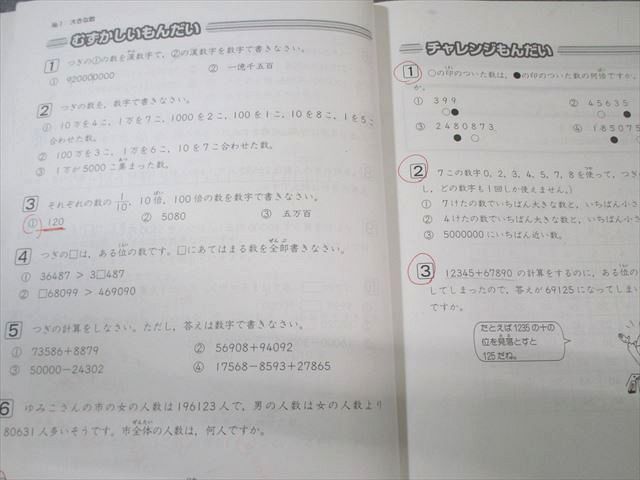 №1 大きな数
むずかしいもんだい
1 つぎの①の数を漢数字で、②の漢数字を数字で書きなさい。
① 920000000 ② 一億千五百
2 つぎの数を、数字で書きなさい。
① 10万を4こ、1万を7こ、1000を2こ、100を1こ、10を8こ、1を5こ
合わせた数。
② 100万を3こ、1万を6こ、10を7こ合わせた数。
③ 1万が5000こ集まった数。
3 それぞれの数の1/10、10倍、100倍の数を数字で書きなさい。
① 120 ② 5080 ③ 五万百
4 つぎの□は、ある位の数です。□にあてはまる数を全部書きなさい。
① 36487 > 3□487
② □68099 > 469090
5 つぎの計算をしなさい。ただし、答えは数字で書きなさい。
① 73586+8879 ② 56908+94092
③ 50000-24302 ④ 17568-8593+27865
6 ゆみこさんの市の女の人数は196123人で、男の人数は女の人数より
80631人多いそうです。市全体の人数は、何人ですか。
チャレンジもんだい
1 ○の印のついた数は、●の印のついた数の何倍ですか
か。
① 399 ② 45635
③ 2480873 ④ 185075
2 7この数字0、2、3、4、5、7、8を使って、つぎ
し、どの数も1回しか使えません。)
① 7けたの数でいちばん大きな数と、いちばん小さ
② 4けたの数でいちばん大きな数と、いちばん小さ
③ 5000000にいちばん近い数。
3 12345+67890の計算をするのに、ある位の
してしまったので、答えが69125になってしまい
ですか。
たとえば1235の十の
位を見落とすと
125だね。